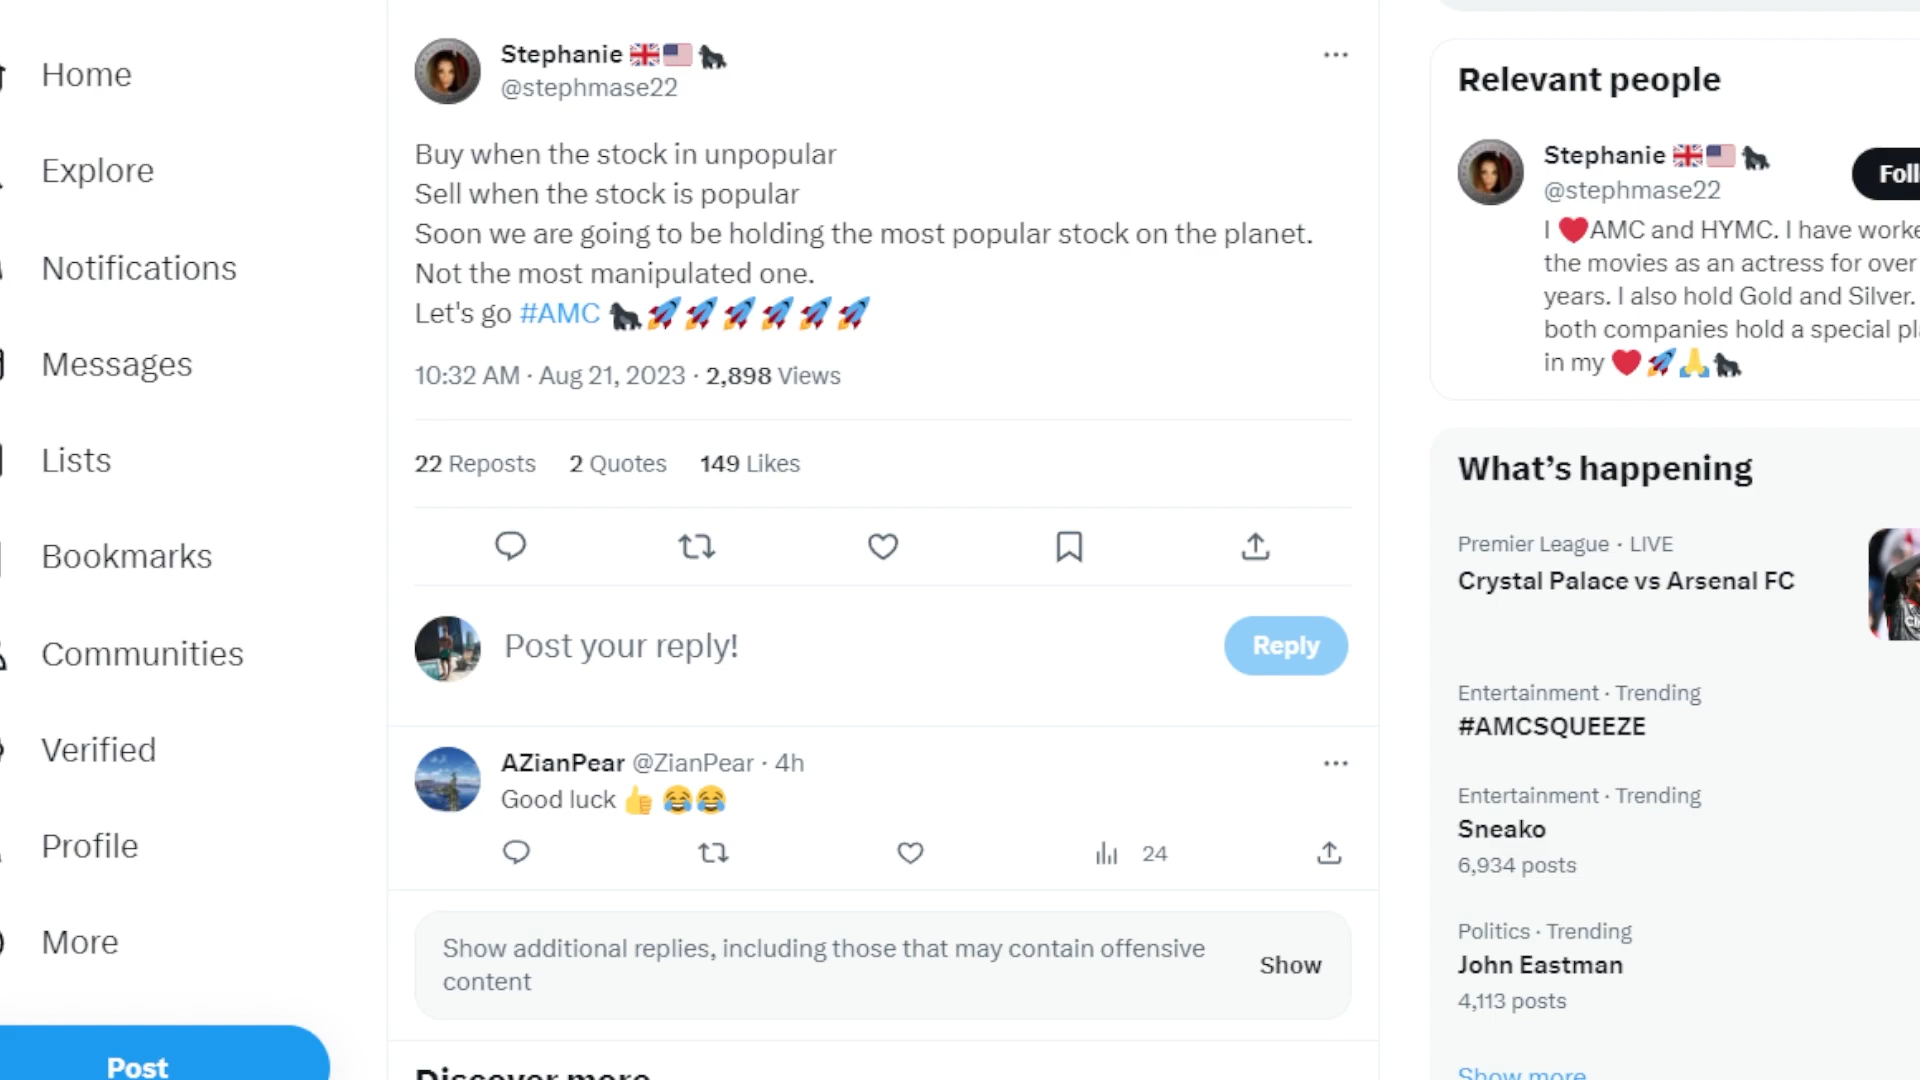 Home
Explore
Notifications
Messages
Lists
Bookmarks
Communities
Verified
Profile
More
Post
Stephanie 🇬🇧🇺🇸🦍
@stephmase22
Buy when the stock in unpopular
Sell when the stock is popular
Soon we are going to be holding the most popular stock on the planet.
Not the most manipulated one.
Let's go #AMC 🦍🚀🚀🚀🚀🚀🚀
10:32 AM · Aug 21, 2023 · 2,898 Views
22 Reposts 2 Quotes 149 Likes
Post your reply!
Reply
AZianPear @ZianPear · 4h
Good luck 👍 😂😂
24
Show additional replies, including those that may contain offensive
content
Show
Discover more
Relevant people
Stephanie 🇬🇧🇺🇸🦍
@stephmase22
Foll
I ❤️AMC and HYMC. I have worke
the movies as an actress for over
years. I also hold Gold and Silver.
both companies hold a special pl
in my ❤️🚀🙏🦍
What's happening
Premier League · LIVE
Crystal Palace vs Arsenal FC
Entertainment · Trending
#AMCSQUEEZE
Entertainment · Trending
Sneako
6,934 posts
Politics · Trending
John Eastman
4,113 posts
Show more